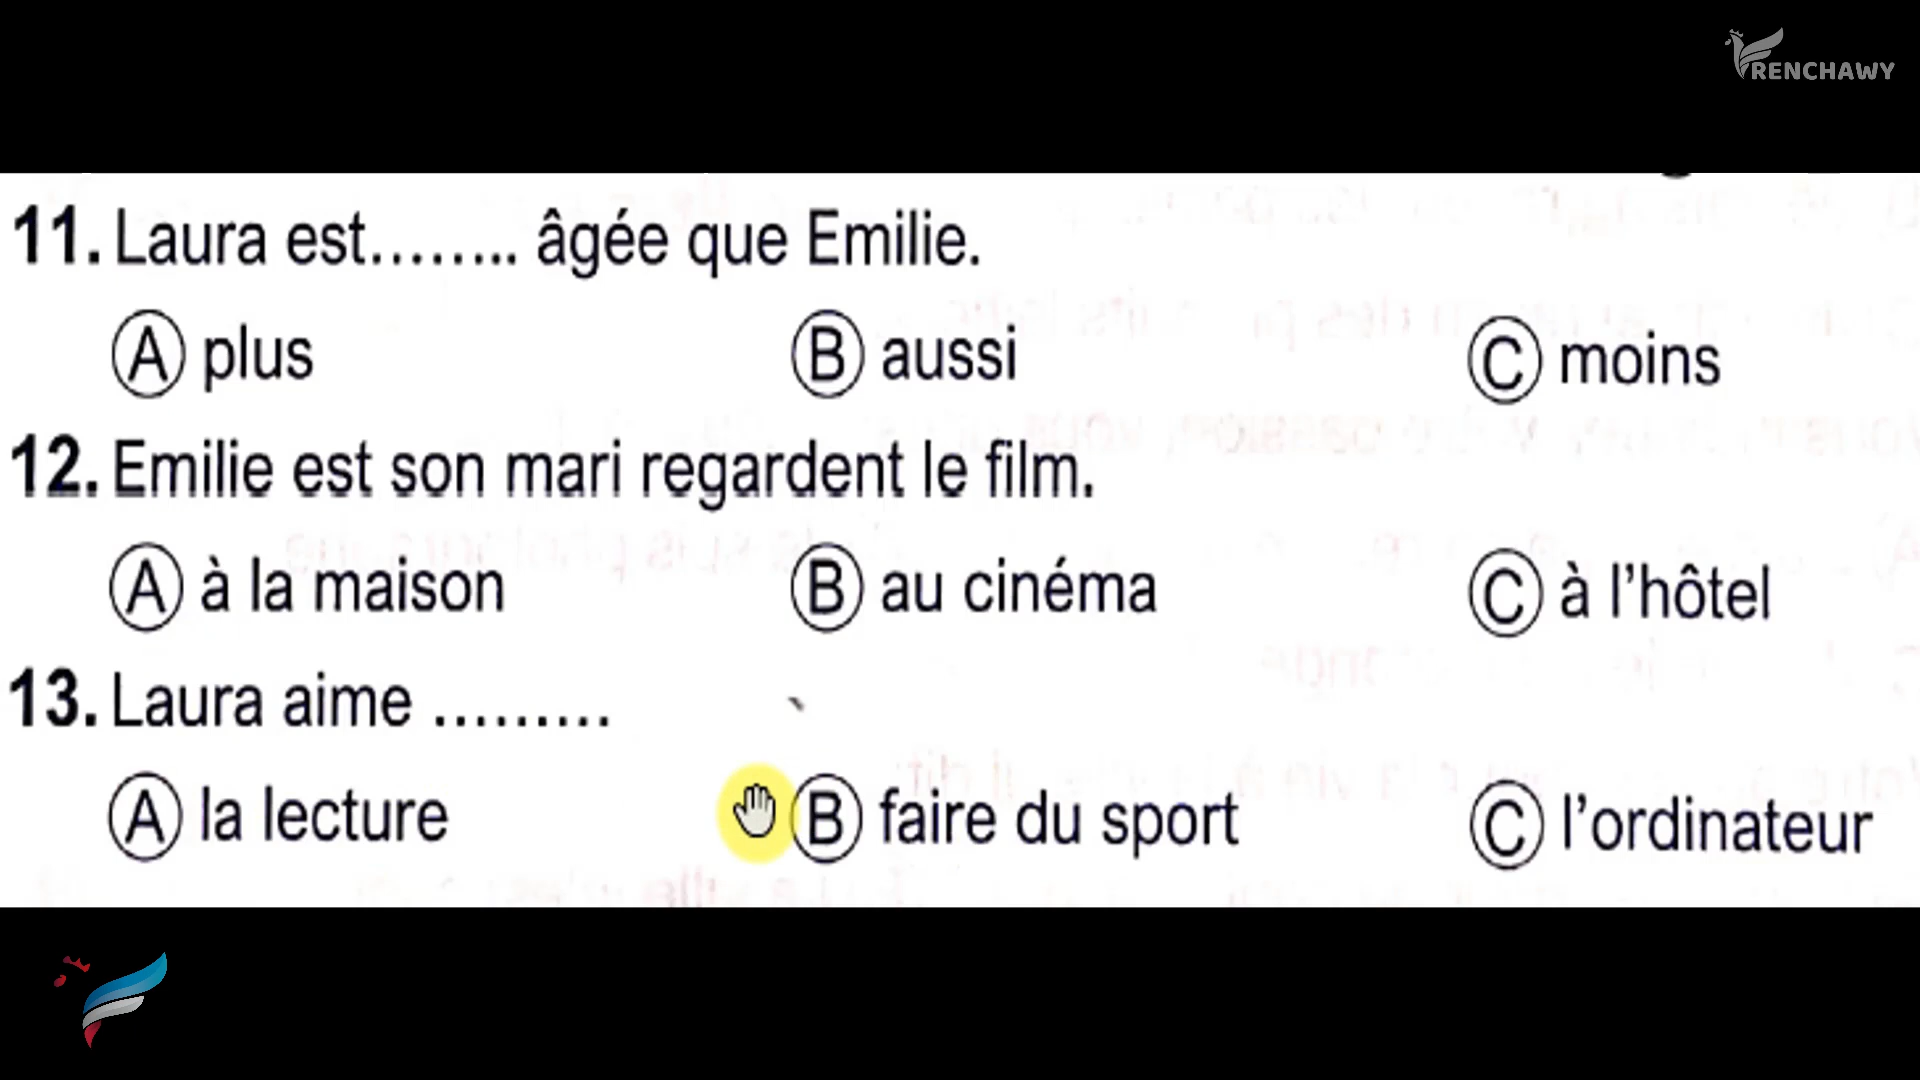 RENCHAWY
11. Laura est........ âgée que Emilie.
A plus B aussi C moins
12. Emilie est son mari regardent le film.
A à la maison B au cinéma C à l'hôtel
13. Laura aime .........
A la lecture B faire du sport C l'ordinateur